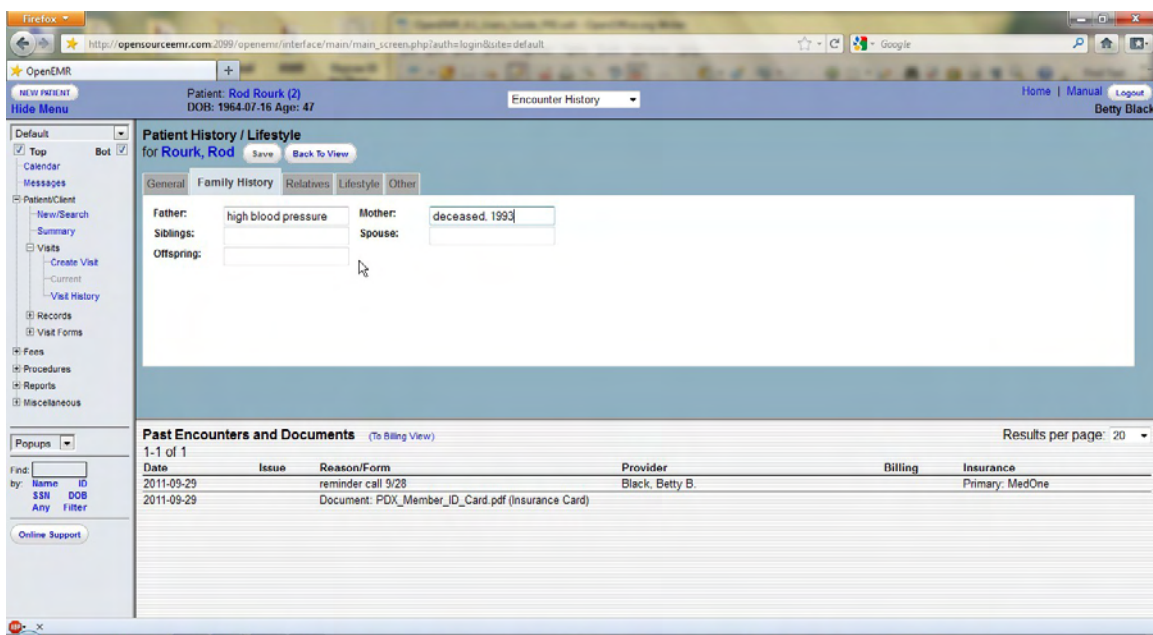 Firefox
http://opensourceemr.com:2099/openemr/interface/main/main_screen.php?auth=login&site=default
Google
OpenEMR
+
NEW PATIENT
Hide Menu
Patient: Rod Rourk (2)
DOB: 1964-07-16 Age: 47
Encounter History
Home | Manual Logout
Betty Black
Default
Top Bot
Calendar
Messages
Patient/Client
New/Search
Summary
Visits
Create Visit
Current
Visit History
Records
Visit Forms
Fees
Procedures
Reports
Miscellaneous
Popups
Find:
by: Name ID
SSN DOB
Any Filter
Online Support
Patient History / Lifestyle
for Rourk, Rod Save Back To View
General Family History Relatives Lifestyle Other
Father: high blood pressure Mother: deceased. 1993
Siblings: Spouse:
Offspring:
Past Encounters and Documents (To Billing View) Results per page: 20
1-1 of 1
Date Issue Reason/Form Provider Billing Insurance
2011-09-29 reminder call 9/28 Black, Betty B. Primary: MedOne
2011-09-29 Document: PDX_Member_ID_Card.pdf (Insurance Card)